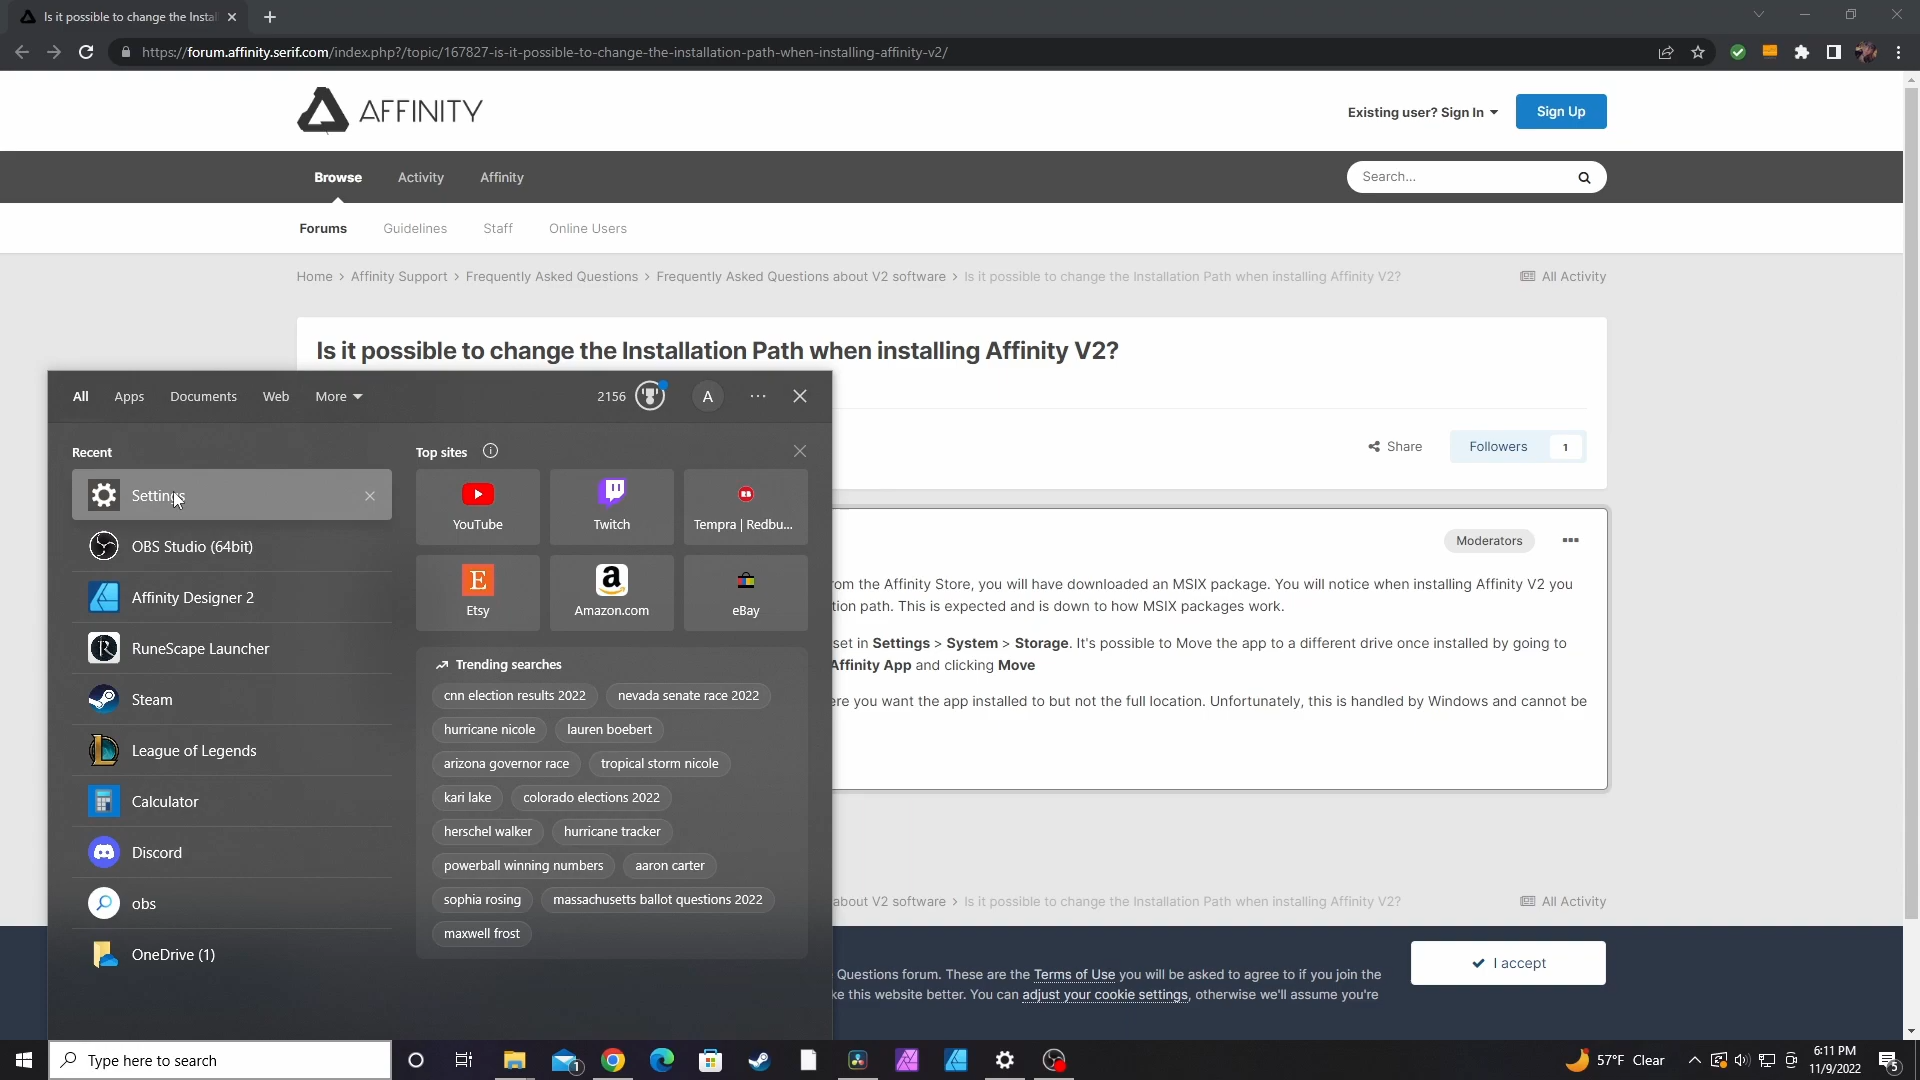 Is it possible to change the Instal
https://forum.affinity.serif.com/index.php?/topic/167827-is-it-possible-to-change-the-installation-path-when-installing-affinity-v2/
AFFINITY
Existing user? Sign In
Sign Up
Browse
Activity
Affinity
Search...
Forums
Guidelines
Staff
Online Users
Home > Affinity Support > Frequently Asked Questions > Frequently Asked Questions about V2 software > Is it possible to change the Installation Path when installing Affinity V2?
All Activity
Is it possible to change the Installation Path when installing Affinity V2?
All
Apps
Documents
Web
More
2156
A
Share
Followers
1
Recent
Top sites
Settings
YouTube
Twitch
Tempra | Redbu...
OBS Studio (64bit)
Moderators
Etsy
Amazon.com
eBay
Affinity Designer 2
om the Affinity Store, you will have downloaded an MSIX package. You will notice when installing Affinity V2 you
tion path. This is expected and is down to how MSIX packages work.
RuneScape Launcher
set in Settings > System > Storage. It's possible to Move the app to a different drive once installed by going to
Affinity App and clicking Move
Trending searches
cnn election results 2022
nevada senate race 2022
Steam
ere you want the app installed to but not the full location. Unfortunately, this is handled by Windows and cannot be
hurricane nicole
lauren boebert
League of Legends
arizona governor race
tropical storm nicole
Calculator
kari lake
colorado elections 2022
herschel walker
hurricane tracker
Discord
powerball winning numbers
aaron carter
obs
sophia rosing
massachusetts ballot questions 2022
about V2 software > Is it possible to change the Installation Path when installing Affinity V2?
All Activity
maxwell frost
OneDrive (1)
Questions forum. These are the Terms of Use you will be asked to agree to if you join the
ke this website better. You can adjust your cookie settings, otherwise we'll assume you're
I accept
Type here to search
1
57°F Clear
6:11 PM
11/9/2022
5